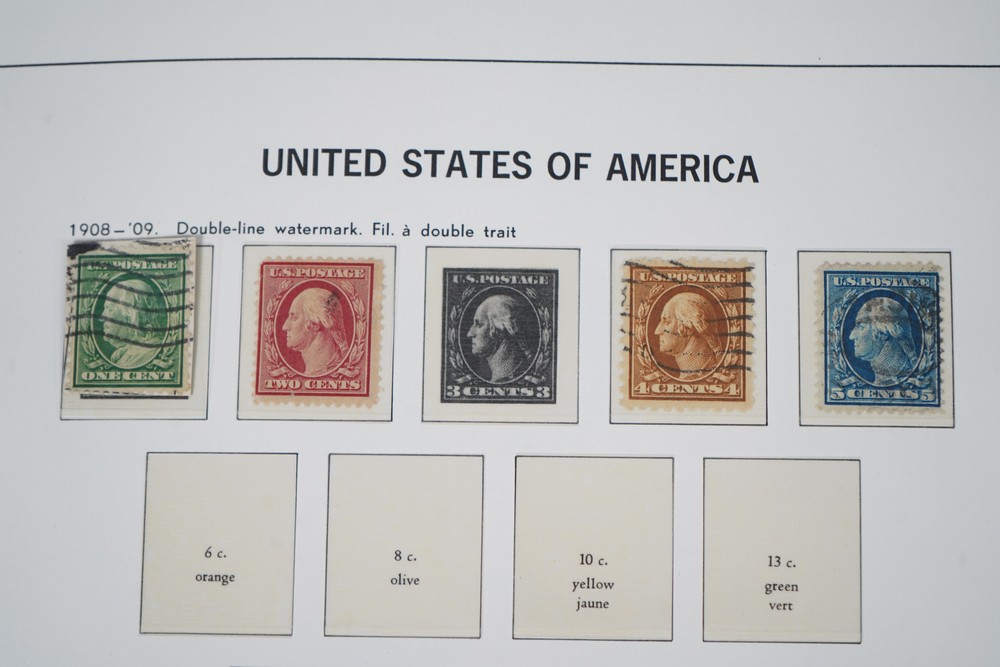 UNITED STATES OF AMERICA
1908–'09. Double-line watermark. Fil. à double trait
U.S. POSTAGE
ONE CENT
U.S. POSTAGE
TWO CENTS
U.S. POSTAGE
3 CENTS 3
U.S. POSTAGE
4 CENTS 4
U.S. POSTAGE
5 CENTS 5
6 c.
orange
8 c.
olive
10 c.
yellow
jaune
13 c.
green
vert